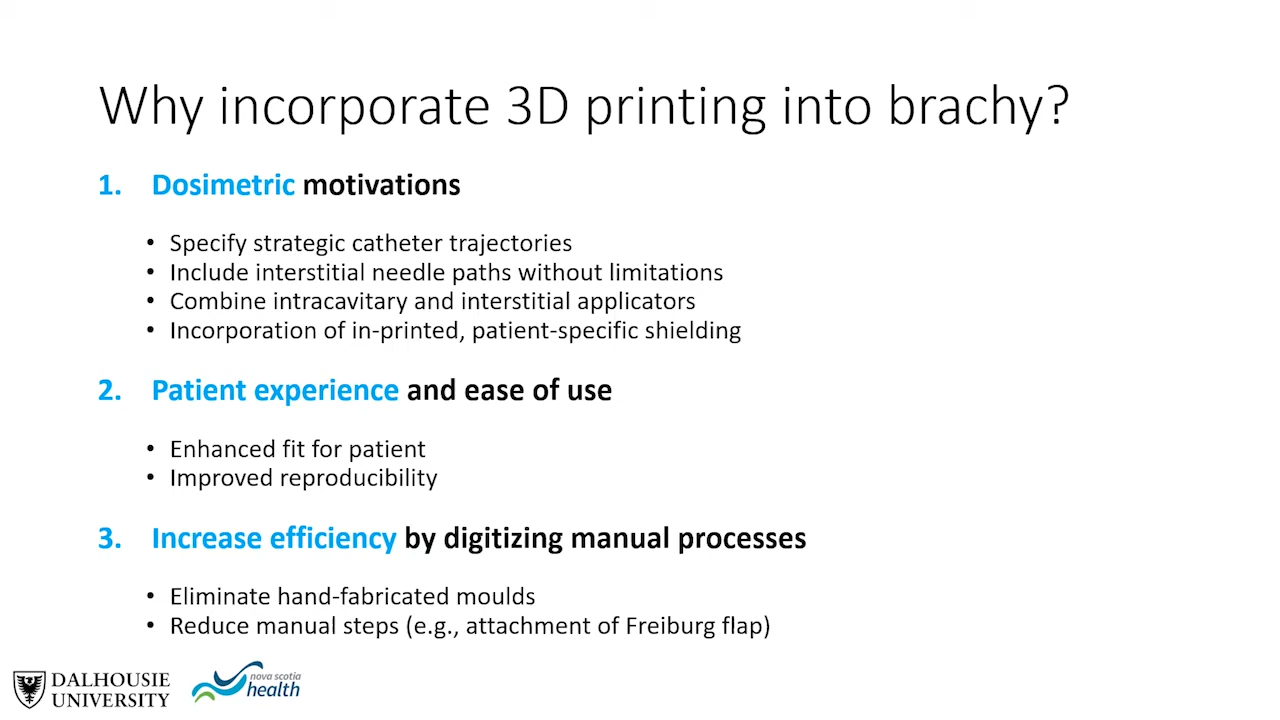 Why incorporate 3D printing into brachy?
1. Dosimetric motivations
• Specify strategic catheter trajectories
• Include interstitial needle paths without limitations
• Combine intracavitary and interstitial applicators
• Incorporation of in-printed, patient-specific shielding
2. Patient experience and ease of use
• Enhanced fit for patient
• Improved reproducibility
3. Increase efficiency by digitizing manual processes
• Eliminate hand-fabricated moulds
• Reduce manual steps (e.g., attachment of Freiburg flap)
DALHOUSIE
UNIVERSITY
nova scotia
health